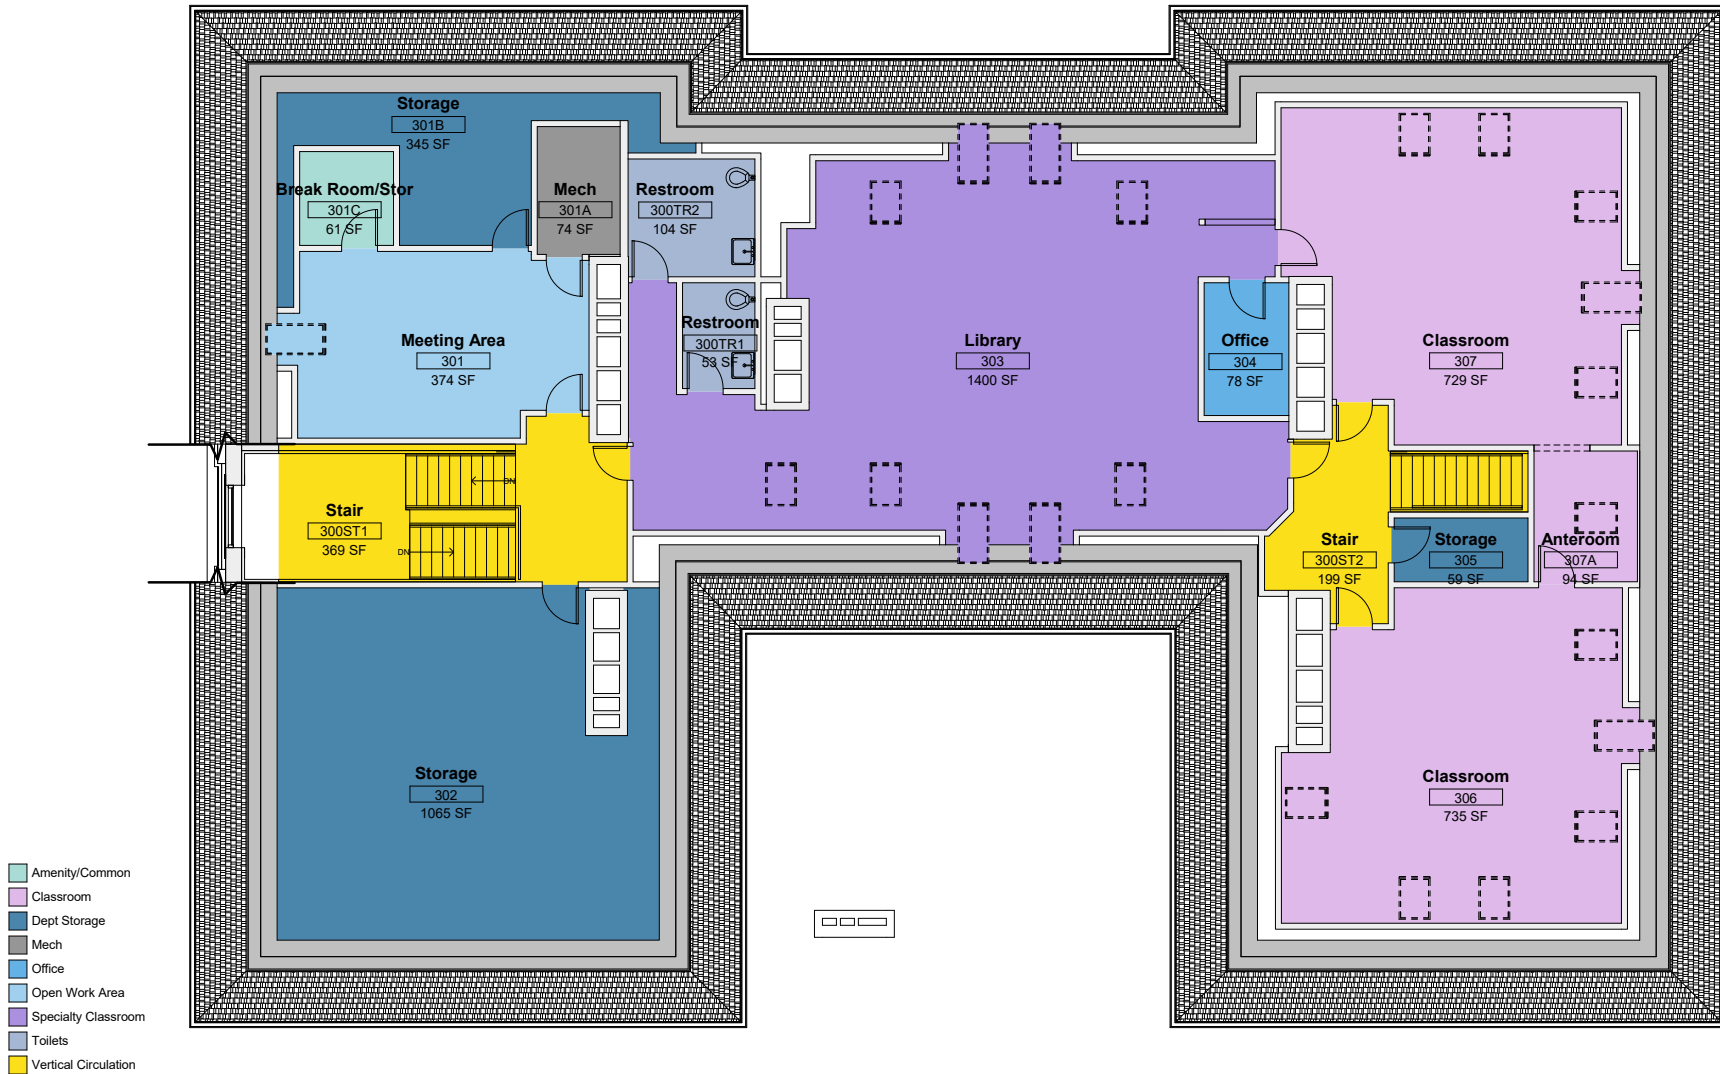 Storage
301B
345 SF
Break Room/Stor
301C
61 SF
Mech
301A
74 SF
Restroom
300TR2
104 SF
Meeting Area
301
374 SF
Restroom
300TR1
53 SF
Library
303
1400 SF
Office
304
78 SF
Classroom
307
729 SF
DN
DN
Stair
300ST1
369 SF
Stair
300ST2
199 SF
Storage
305
59 SF
Anteroom
307A
94 SF
Storage
302
1065 SF
Classroom
306
735 SF
Amenity/Common
Classroom
Dept Storage
Mech
Office
Open Work Area
Specialty Classroom
Toilets
Vertical Circulation